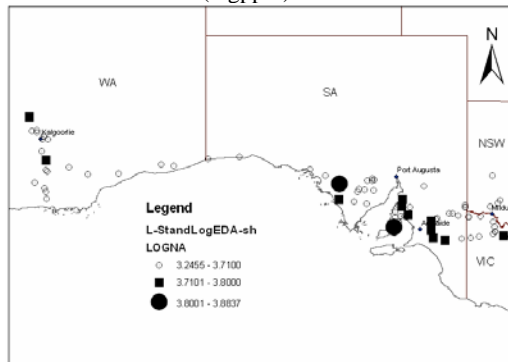 N
WA
SA
NSW
Kalgoorlie
Port Augusta
VIC
Legend
L-StandLogEDA-sh
LOGNA
3.2455 - 3.7100
3.7101 - 3.8000
3.8001 - 3.8837